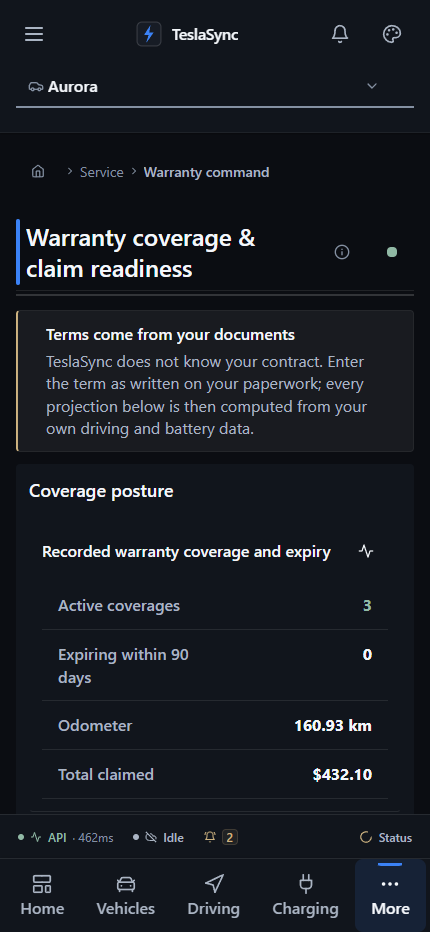 TeslaSync
Aurora
Service
Warranty command
Warranty coverage &
claim readiness
Terms come from your documents
TeslaSync does not know your contract. Enter
the term as written on your paperwork; every
projection below is then computed from your
own driving and battery data.
Coverage posture
Recorded warranty coverage and expiry
Active coverages 3
Expiring within 90 0
days
Odometer 160.93 km
Total claimed $432.10
API · 462ms Idle 2 Status
Home Vehicles Driving Charging More